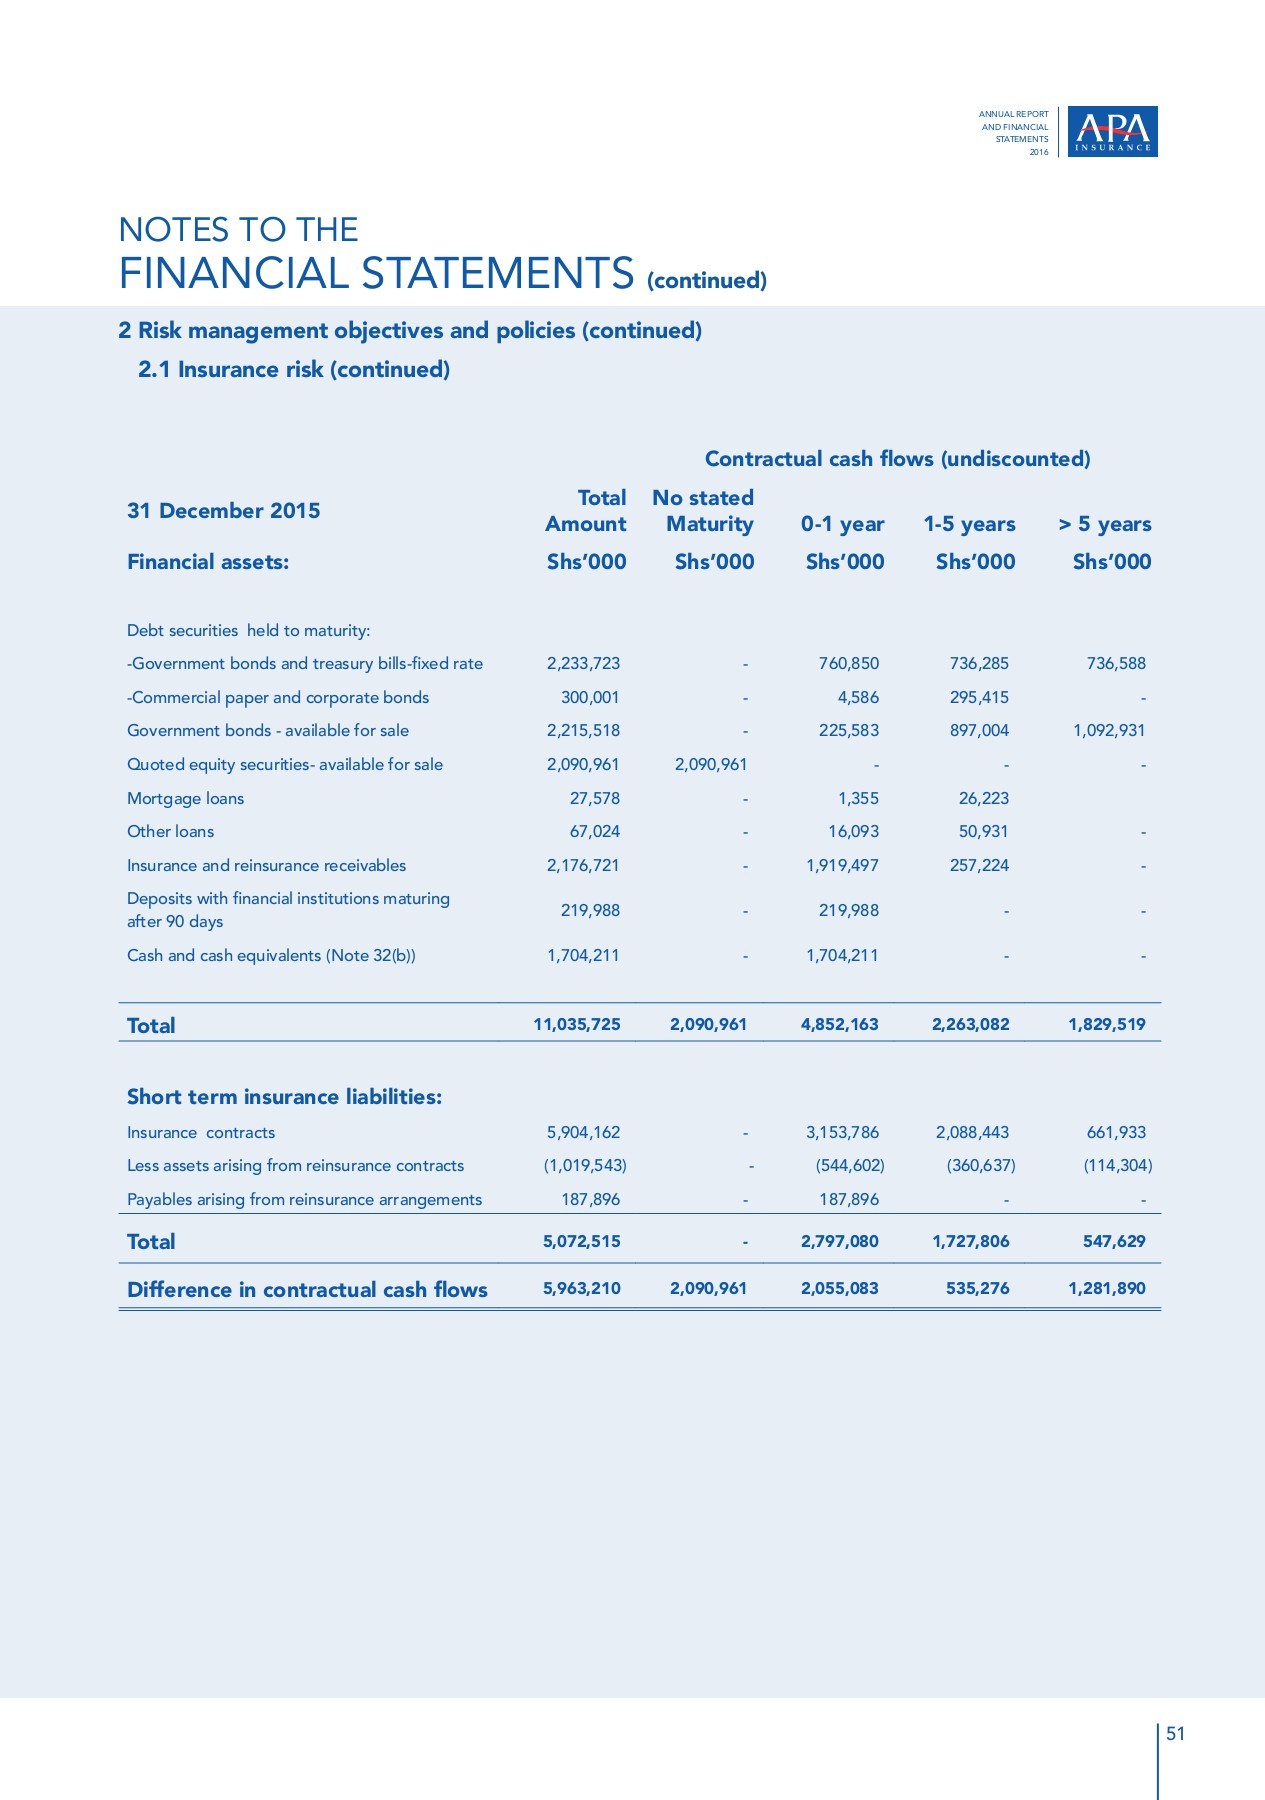 ANNUAL REPORT
AND FINANCIAL
STATEMENTS
2016
APA
INSURANCE
NOTES TO THE
FINANCIAL STATEMENTS (continued)
2 Risk management objectives and policies (continued)
2.1 Insurance risk (continued)
Contractual cash flows (undiscounted)
31 December 2015 Total Amount No stated Maturity 0-1 year 1-5 years > 5 years
Financial assets: Shs’000 Shs’000 Shs’000 Shs’000 Shs’000
Debt securities held to maturity:
-Government bonds and treasury bills-fixed rate 2,233,723 - 760,850 736,285 736,588
-Commercial paper and corporate bonds 300,001 - 4,586 295,415 -
Government bonds - available for sale 2,215,518 - 225,583 897,004 1,092,931
Quoted equity securities- available for sale 2,090,961 2,090,961 - - -
Mortgage loans 27,578 - 1,355 26,223
Other loans 67,024 - 16,093 50,931 -
Insurance and reinsurance receivables 2,176,721 - 1,919,497 257,224 -
Deposits with financial institutions maturing
after 90 days 219,988 - 219,988 - -
Cash and cash equivalents (Note 32(b)) 1,704,211 - 1,704,211 - -
Total 11,035,725 2,090,961 4,852,163 2,263,082 1,829,519
Short term insurance liabilities:
Insurance contracts 5,904,162 - 3,153,786 2,088,443 661,933
Less assets arising from reinsurance contracts (1,019,543) - (544,602) (360,637) (114,304)
Payables arising from reinsurance arrangements 187,896 - 187,896 - -
Total 5,072,515 - 2,797,080 1,727,806 547,629
Difference in contractual cash flows 5,963,210 2,090,961 2,055,083 535,276 1,281,890
51